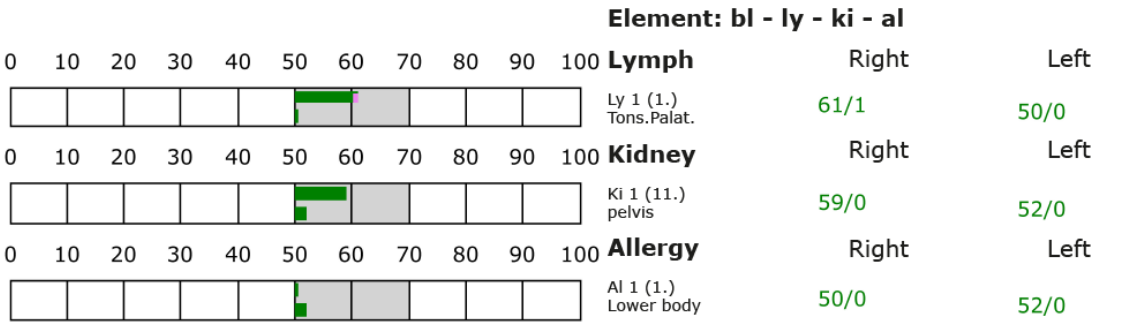 Element: bl - ly - ki - al
0 10 20 30 40 50 60 70 80 90 100 Lymph Right Left
Ly 1 (1.)
Tons.Palat.
61/1 50/0
0 10 20 30 40 50 60 70 80 90 100 Kidney Right Left
Ki 1 (11.)
pelvis
59/0 52/0
0 10 20 30 40 50 60 70 80 90 100 Allergy Right Left
Al 1 (1.)
Lower body
50/0 52/0